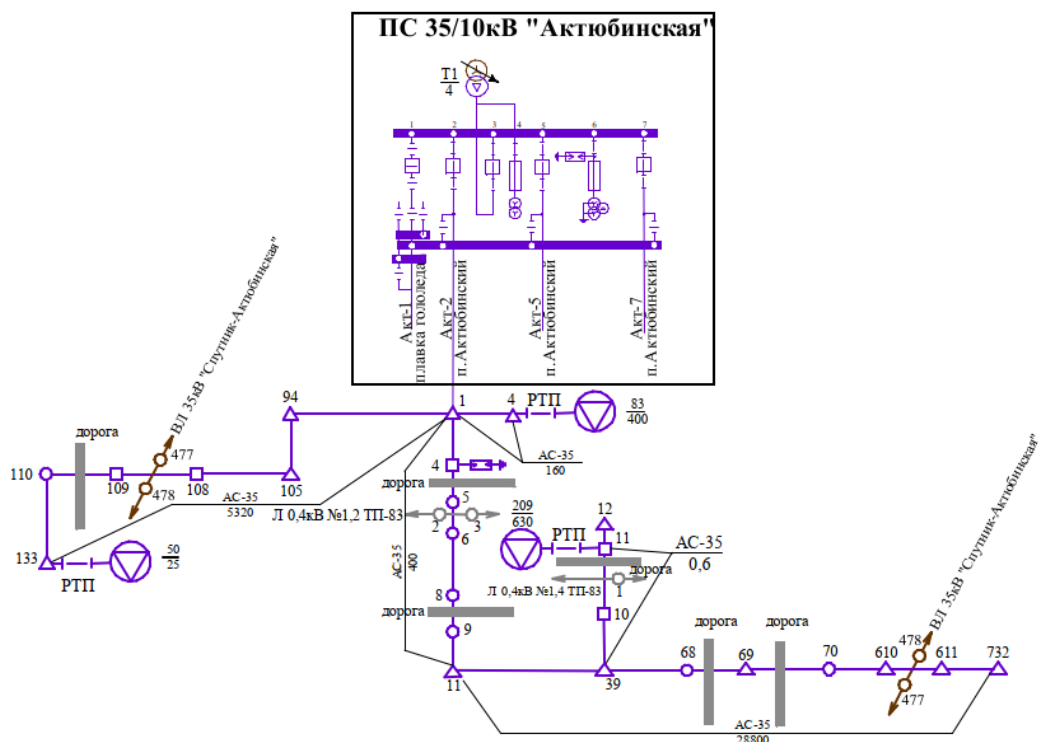 ПС 35/10кВ "Актюбинская"
Т1
4
1
2
3
4
5
6
7
Акт-1
плавка гололеда
Акт-2
п.Актюбинский
Акт-5
п.Актюбинский
Акт-7
п.Актюбинский
ВЛ 35кВ "Спутник-Актюбинская"
94
1
4
РТП
83
400
дорога
477
110
109
478
108
105
АС-35
5320
АС-35
160
4
дорога
5
Л 0,4кВ №1,2 ТП-83
2
3
6
209
630
РТП
12
11
АС-35
0,6
133
РТП
50
25
АС-35
400
дорога
Л 0,4кВ №1,4 ТП-83
1
8
дорога
9
10
11
39
68
дорога
69
дорога
70
610
478
477
611
732
ВЛ 35кВ "Спутник-Актюбинская"
АС-35
28800